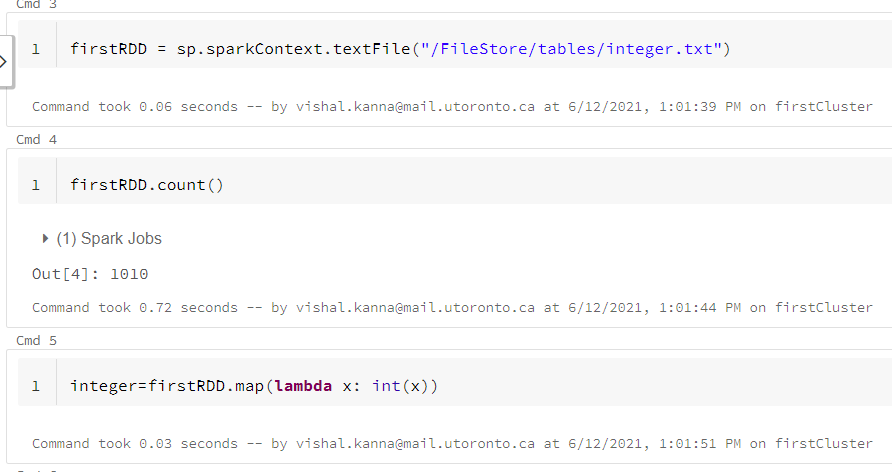 Cmd 3
1 firstRDD = sp.sparkContext.textFile("/FileStore/tables/integer.txt")
Command took 0.06 seconds -- by vishal.kanna@mail.utoronto.ca at 6/12/2021, 1:01:39 PM on firstCluster
Cmd 4
1 firstRDD.count()
(1) Spark Jobs
Out[4]: 1010
Command took 0.72 seconds -- by vishal.kanna@mail.utoronto.ca at 6/12/2021, 1:01:44 PM on firstCluster
Cmd 5
1 integer=firstRDD.map(lambda x: int(x))
Command took 0.03 seconds -- by vishal.kanna@mail.utoronto.ca at 6/12/2021, 1:01:51 PM on firstCluster